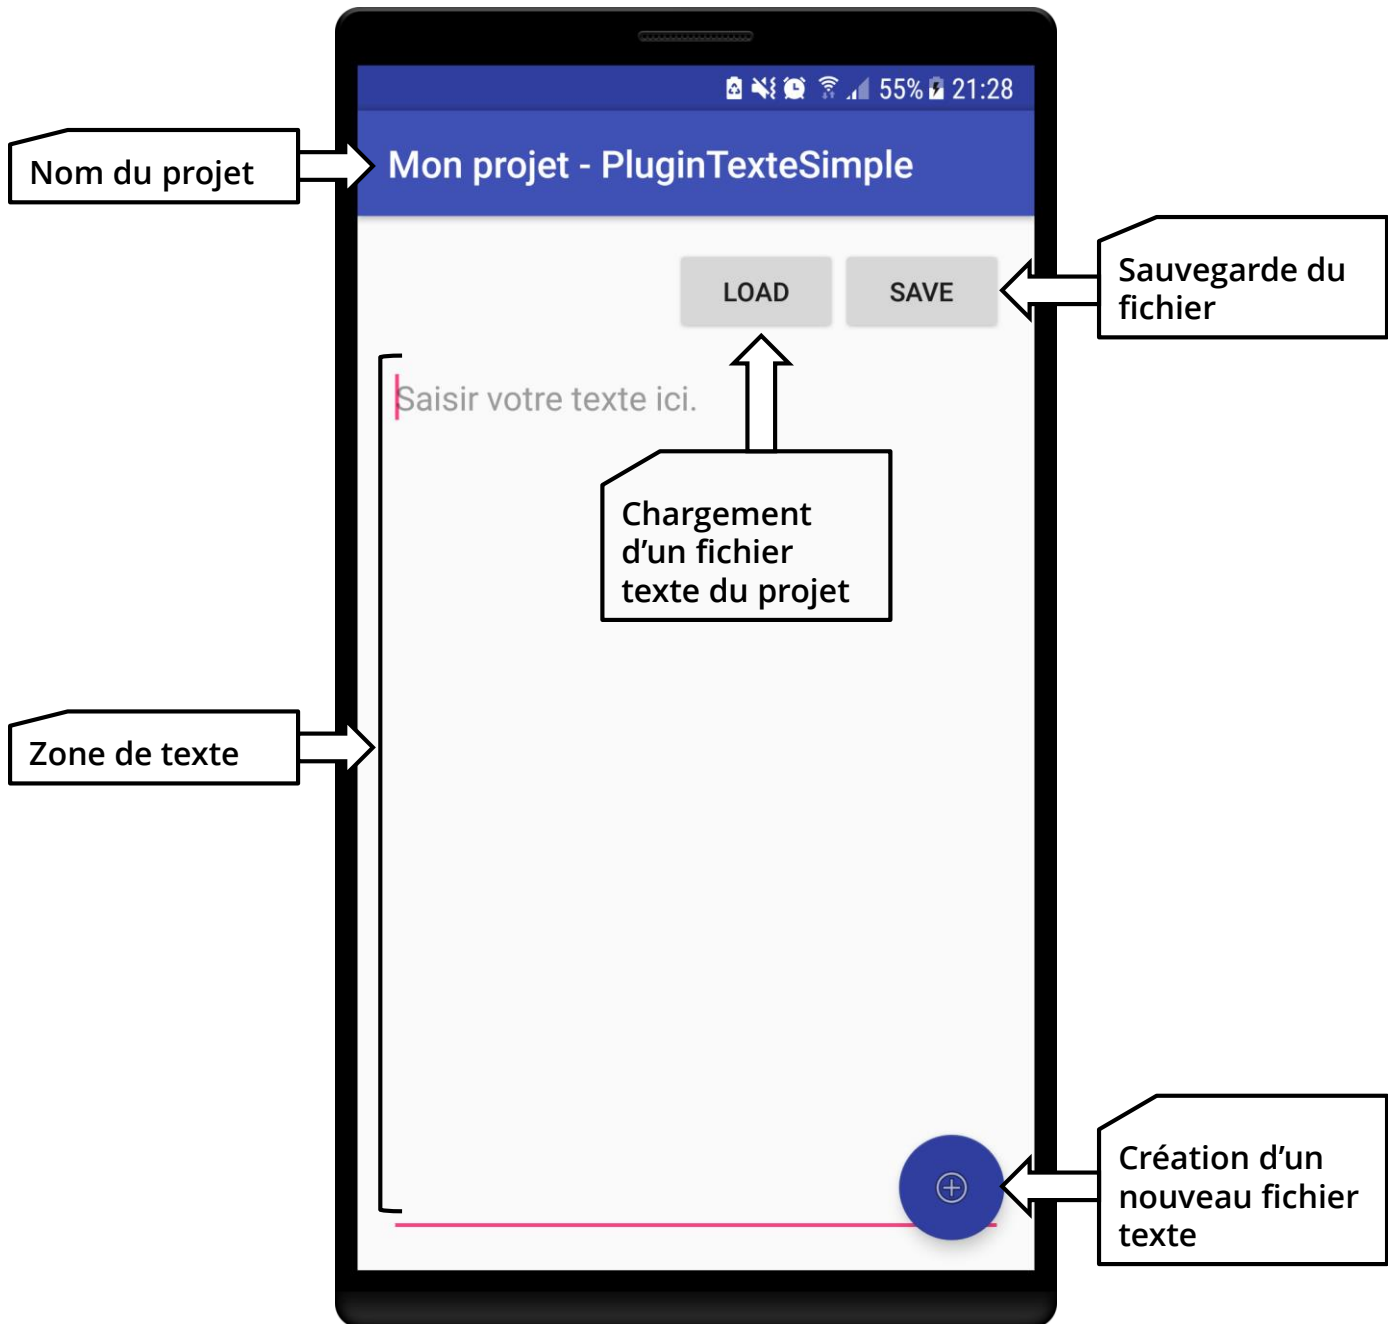 55% 21:28
Nom du projet
Mon projet - PluginTexteSimple
LOAD
SAVE
Sauvegarde du
fichier
Saisir votre texte ici.
Chargement
d’un fichier
texte du projet
Zone de texte
Création d’un
nouveau fichier
texte